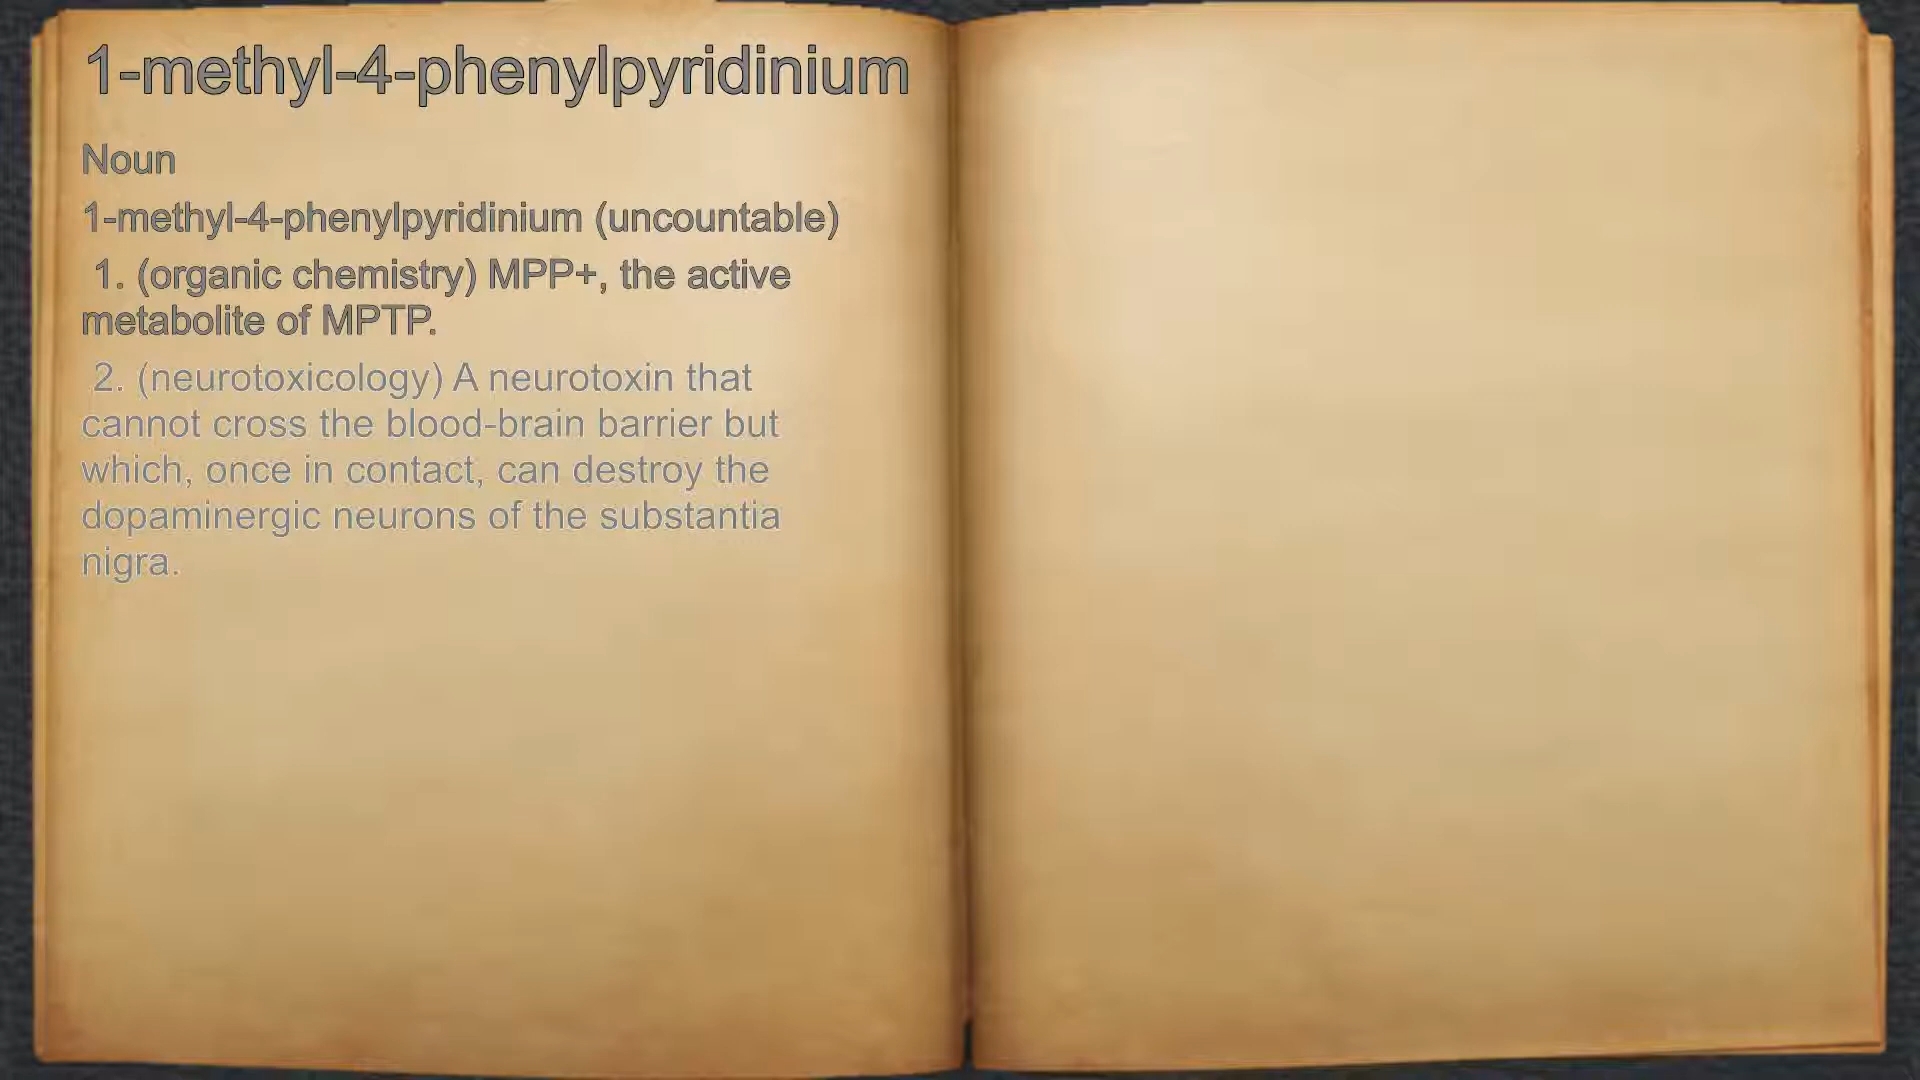 1-methyl-4-phenylpyridinium
Noun
1-methyl-4-phenylpyridinium (uncountable)
1. (organic chemistry) MPP+, the active
metabolite of MPTP.
2. (neurotoxicology) A neurotoxin that
cannot cross the blood-brain barrier but
which, once in contact, can destroy the
dopaminergic neurons of the substantia
nigra.